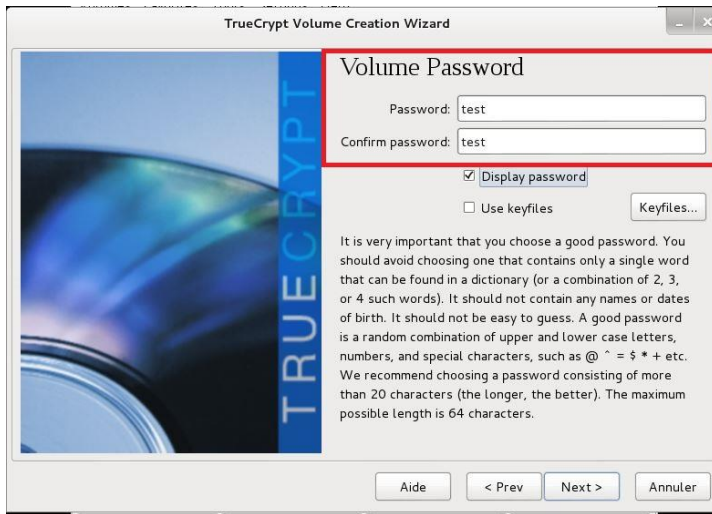 TrueCrypt Volume Creation Wizard
Volume Password
Password: test
Confirm password: test
Display password
Use keyfiles
Keyfiles...
It is very important that you choose a good password. You
should avoid choosing one that contains only a single word
that can be found in a dictionary (or a combination of 2, 3,
or 4 such words). It should not contain any names or dates
of birth. It should not be easy to guess. A good password
is a random combination of upper and lower case letters,
numbers, and special characters, such as @ ^ = $ * + etc.
We recommend choosing a password consisting of more
than 20 characters (the longer, the better). The maximum
possible length is 64 characters.
TRUECRYPT
Aide
< Prev
Next >
Annuler